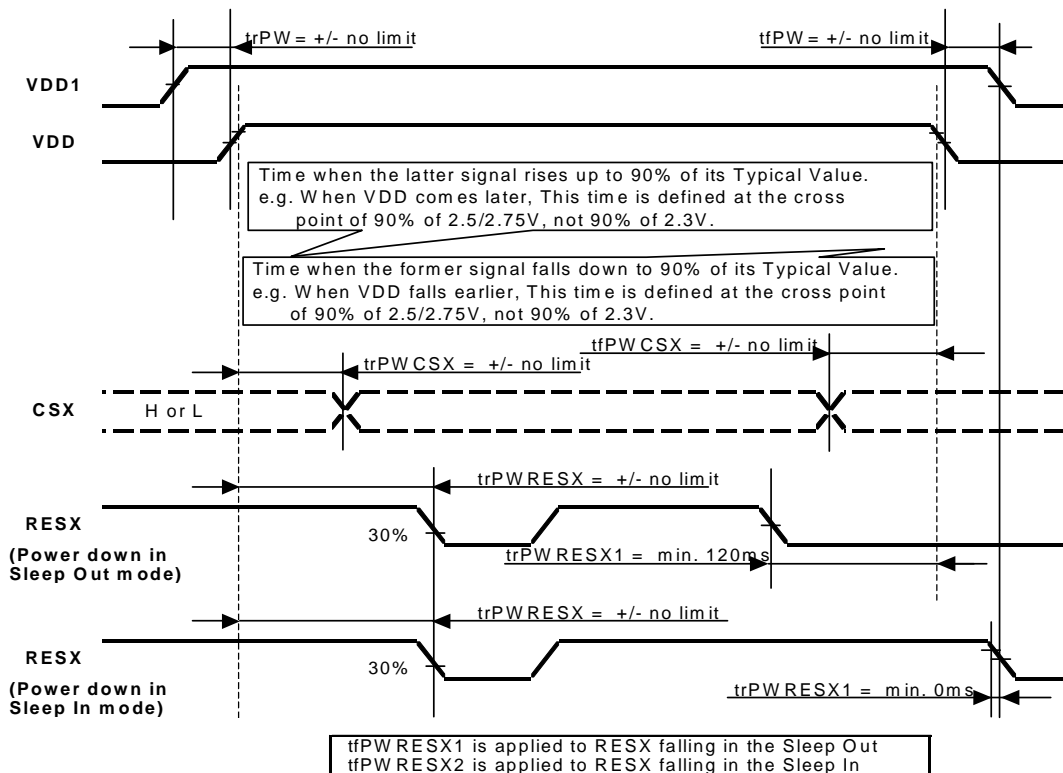 trPW = +/- no limit
tfPW = +/- no limit
VDD1
VDD
Time when the latter signal rises up to 90% of its Typical Value.
e.g. When VDD comes later, This time is defined at the cross
point of 90% of 2.5/2.75V, not 90% of 2.3V.
Time when the former signal falls down to 90% of its Typical Value.
e.g. When VDD falls earlier, This time is defined at the cross point
of 90% of 2.5/2.75V, not 90% of 2.3V.
tfPWCSX = +/- no limit
trPWCSX = +/- no limit
CSX
H or L
trPWRESX = +/- no limit
RESX
30%
(Power down in
Sleep Out mode)
trPWRESX1 = min. 120ms
trPWRESX = +/- no limit
RESX
30%
(Power down in
Sleep In mode)
trPWRESX1 = min. 0ms
tfPWRESX1 is applied to RESX falling in the Sleep Out
tfPWRESX2 is applied to RESX falling in the Sleep In